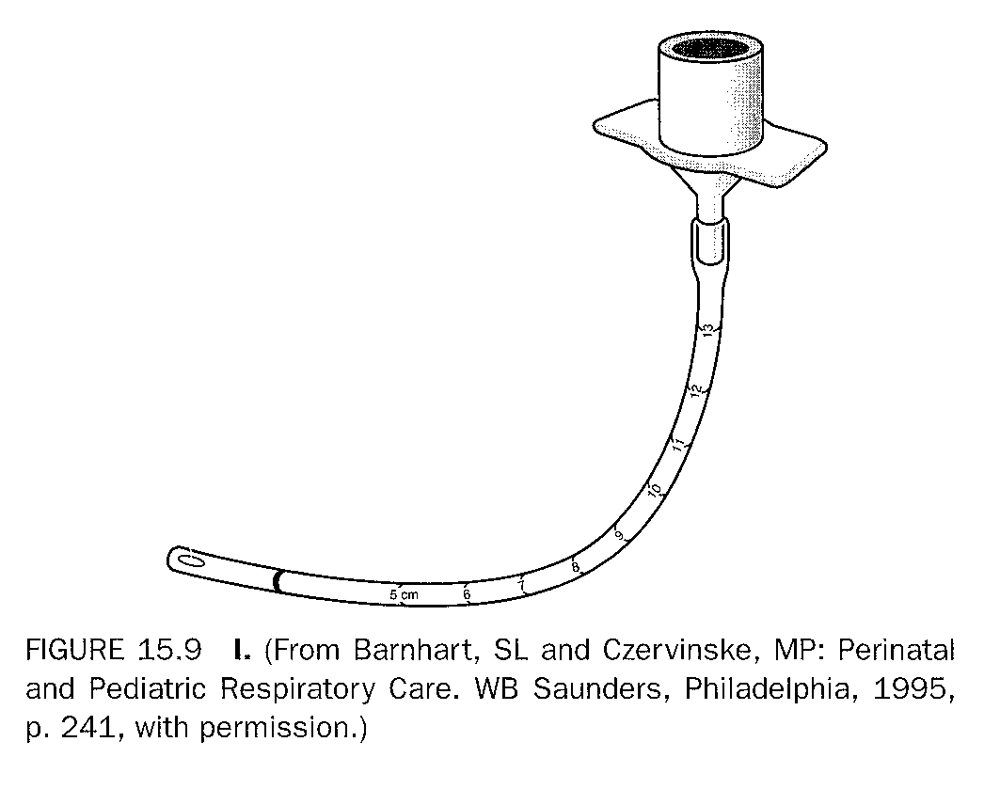 13
12
11
10
9
8
7
6
5 cm
FIGURE 15.9 I. (From Barnhart, SL and Czervinske, MP: Perinatal
and Pediatric Respiratory Care. WB Saunders, Philadelphia, 1995,
p. 241, with permission.)